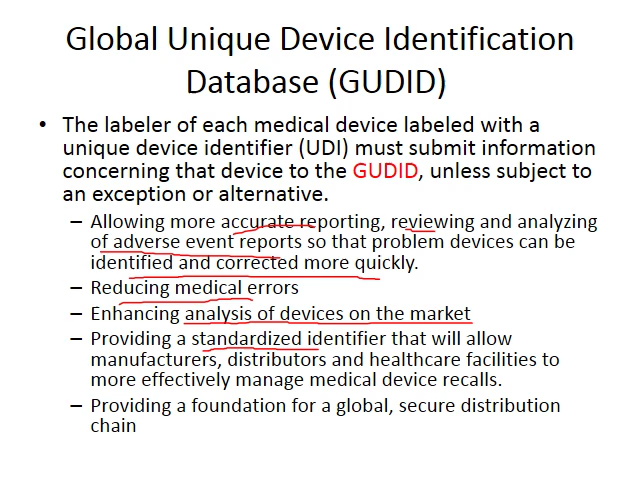 Global Unique Device Identification
Database (GUDID)
• The labeler of each medical device labeled with a
unique device identifier (UDI) must submit information
concerning that device to the GUDID, unless subject to
an exception or alternative.
– Allowing more accurate reporting, reviewing and analyzing
of adverse event reports so that problem devices can be
identified and corrected more quickly.
– Reducing medical errors
– Enhancing analysis of devices on the market
– Providing a standardized identifier that will allow
manufacturers, distributors and healthcare facilities to
more effectively manage medical device recalls.
– Providing a foundation for a global, secure distribution
chain